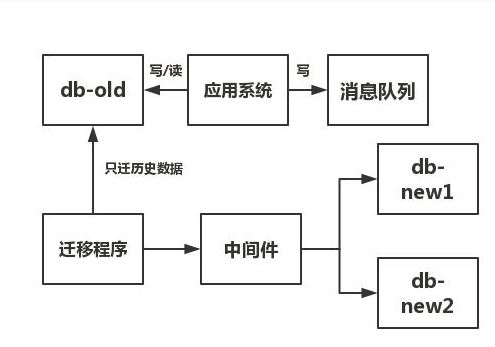 db-old
写/读
应用系统
写
消息队列
只迁历史数据
db-
new1
迁移程序
中间件
db-
new2